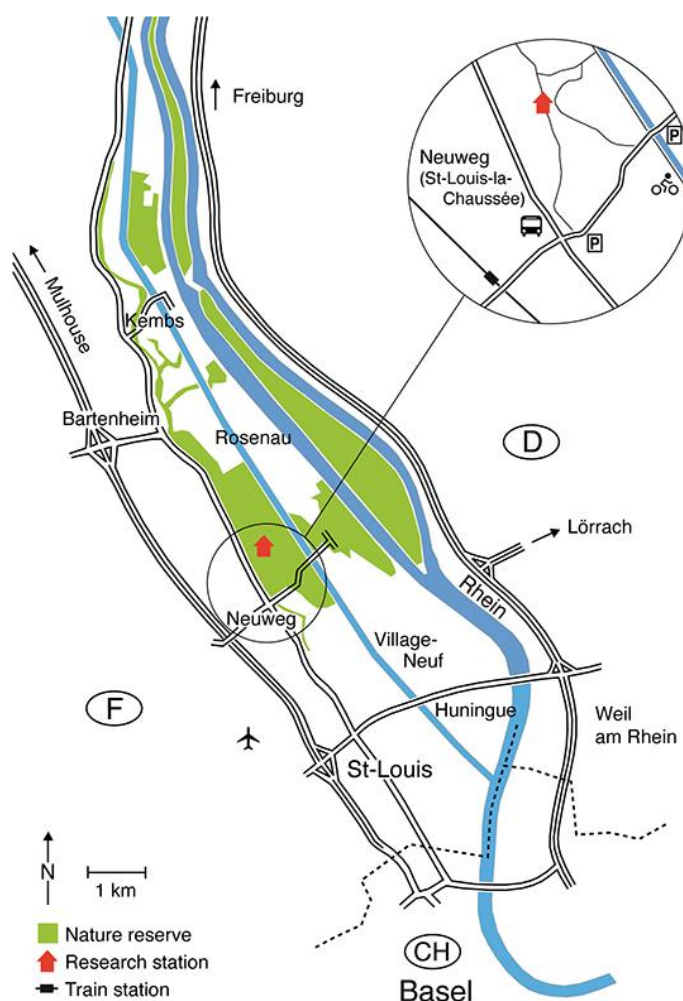 Freiburg
Neuweg
(St-Louis-la-
Chaussée)
P
P
Mulhouse
Kembs
Bartenheim
Rosenau
D
Lörrach
Rhein
Neuweg
Village-
Neuf
F
Huningue
Weil
am Rhein
St-Louis
N
1 km
Nature reserve
Research station
Train station
CH
Basel